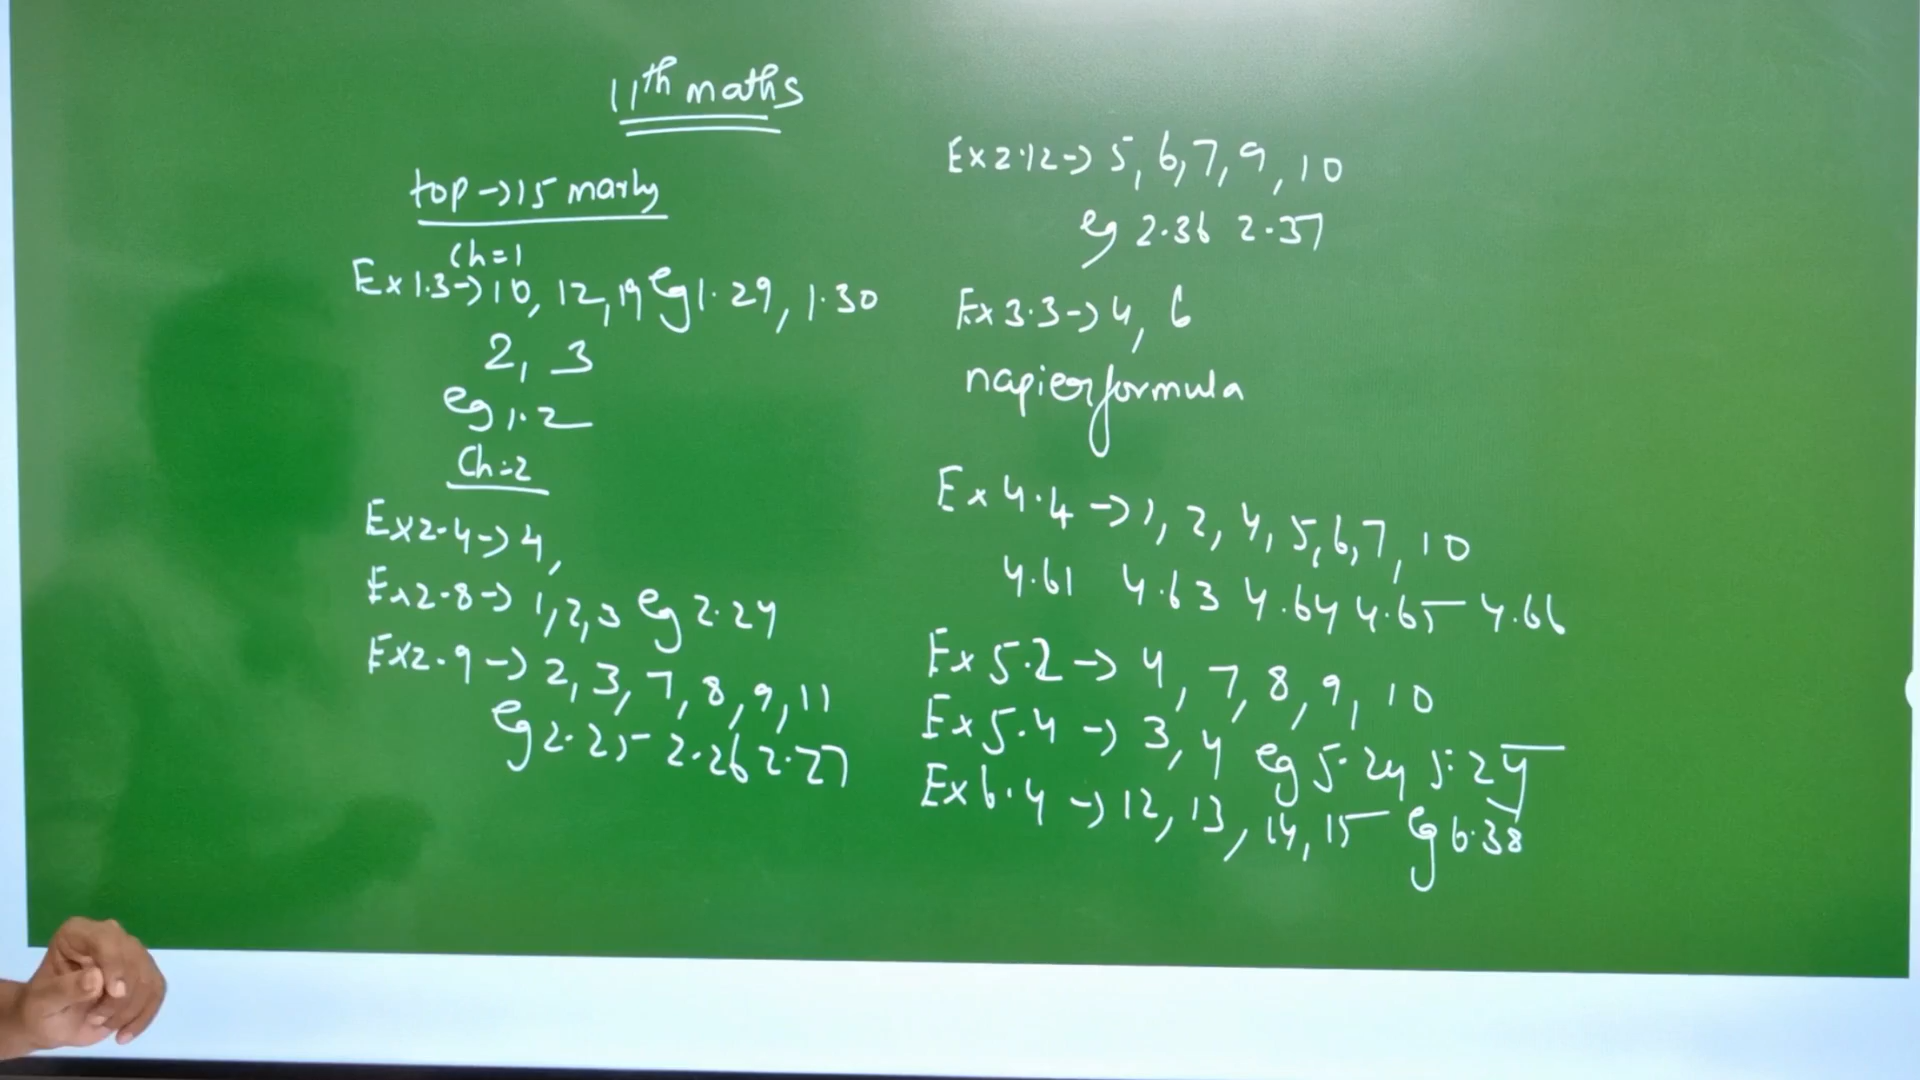 11th maths
top → 15 marks
Ch = 1
Ex 1.3 → 10, 12, 19 eg 1.29, 1.30
2, 3
eg 1.2
Ch = 2
Ex 2.4 → 4,
Ex 2.8 → 1, 2, 3 eg 2.24
Ex 2.9 → 2, 3, 7, 8, 9, 11
eg 2.25 2.26 2.27
Ex 2.12 → 5, 6, 7, 9, 10
eg 2.36 2.37
Ex 3.3 → 4, 6
napier formula
Ex 4.4 → 1, 2, 4, 5, 6, 7, 10
4.61 4.63 4.64 4.65 4.66
Ex 5.2 → 4, 7, 8, 9, 10
Ex 5.4 → 3, 4 eg 5.24
Ex 6.4 → 12, 13, 14, 15 eg 6.38